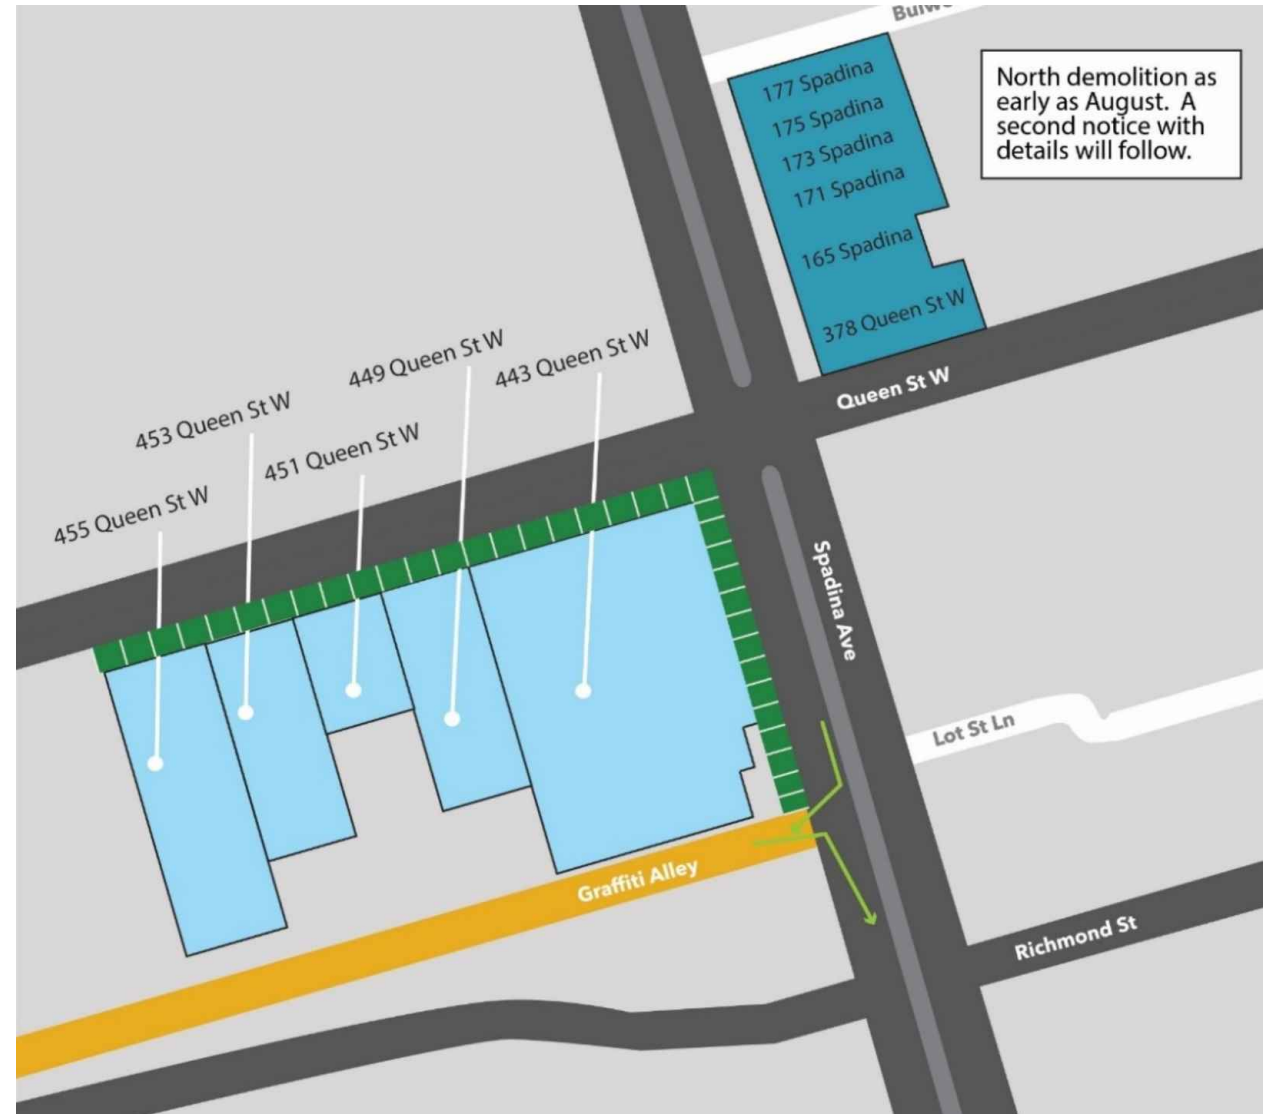 177 Spadina
175 Spadina
173 Spadina
171 Spadina
165 Spadina
378 Queen St W
North demolition as
early as August.  A
second notice with
details will follow.
Queen St W
449 Queen St W
443 Queen St W
453 Queen St W
451 Queen St W
455 Queen St W
Spadina Ave
Lot St Ln
Graffiti Alley
Richmond St